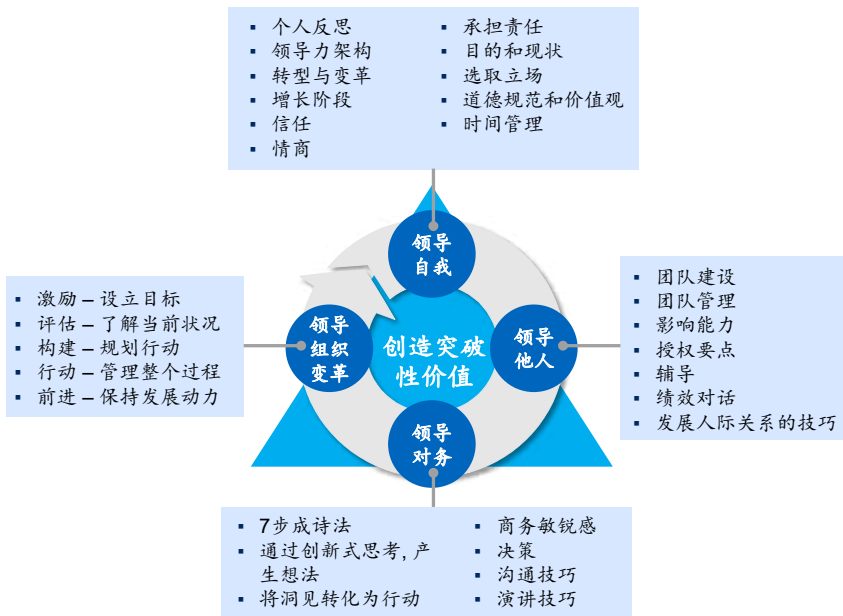 ▪ 个人反思
▪ 领导力架构
▪ 转型与变革
▪ 增长阶段
▪ 信任
▪ 情商
▪ 承担责任
▪ 目的和现状
▪ 选取立场
▪ 道德规范和价值观
▪ 时间管理
领导
自我
▪ 激励 – 设立目标
▪ 评估 – 了解当前状况
▪ 构建 – 规划行动
▪ 行动 – 管理整个过程
▪ 前进 – 保持发展动力
领导
组织
变革
创造突破
性价值
领导
他人
▪ 团队建设
▪ 团队管理
▪ 影响能力
▪ 授权要点
▪ 辅导
▪ 绩效对话
▪ 发展人际关系的技巧
领导
对务
▪ 7步成诗法
▪ 通过创新式思考, 产
生想法
▪ 将洞见转化为行动
▪ 商务敏锐感
▪ 决策
▪ 沟通技巧
▪ 演讲技巧